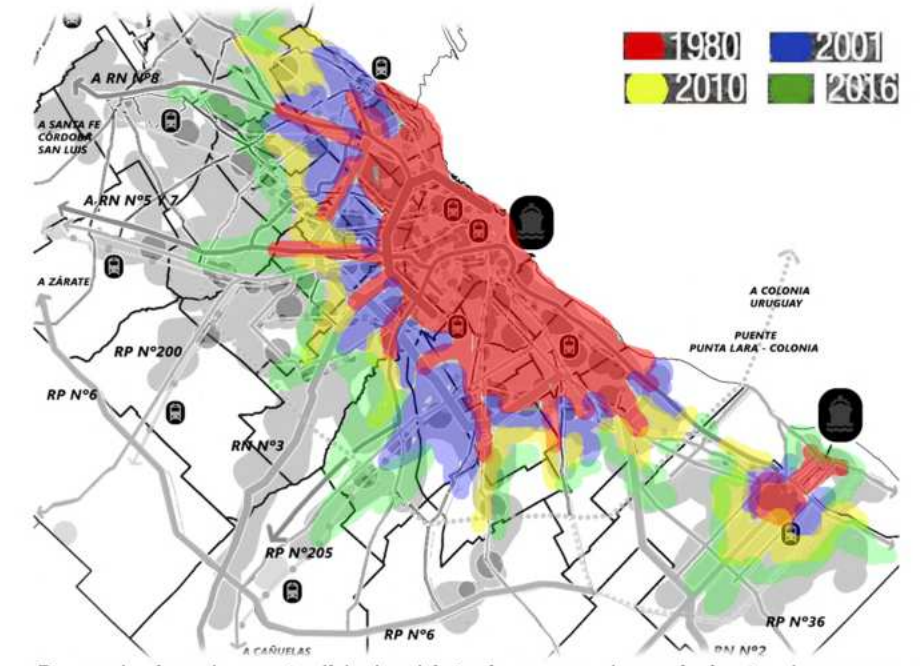 1980
2001
2010
2016
A RN Nº8
A SANTA FE
CÓRDOBA
SAN LUIS
A RN Nº5 Y 7
A ZÁRATE
RP Nº200
RP Nº6
RN Nº3
A COLONIA
URUGUAY
PUENTE
PUNTA LARA - COLONIA
RP Nº205
RP Nº6
A CAÑUELAS
RP Nº36
RN Nº2